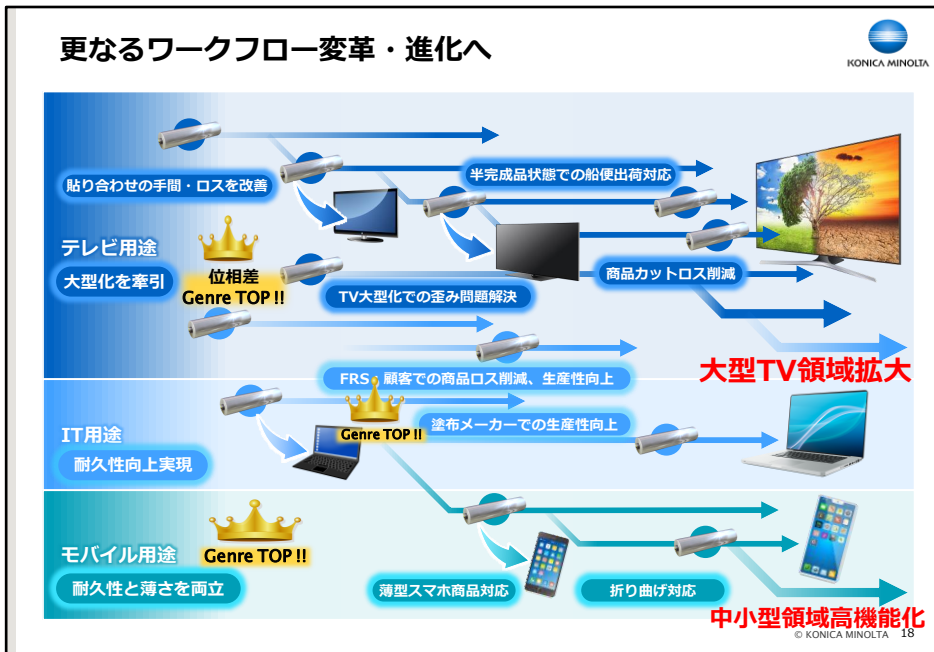 更なるワークフロー変革・進化へ
KONICA MINOLTA
貼り合わせの手間・ロスを改善
半完成品状態での船便出荷対応
テレビ用途
大型化を牽引
位相差
Genre TOP !!
TV大型化での歪み問題解決
商品カットロス削減
FRS・顧客での商品ロス削減、生産性向上
大型TV領域拡大
IT用途
耐久性向上実現
Genre TOP !!
塗布メーカーでの生産性向上
モバイル用途
耐久性と薄さを両立
Genre TOP !!
薄型スマホ商品対応
折り曲げ対応
中小型領域高機能化
© KONICA MINOLTA 18